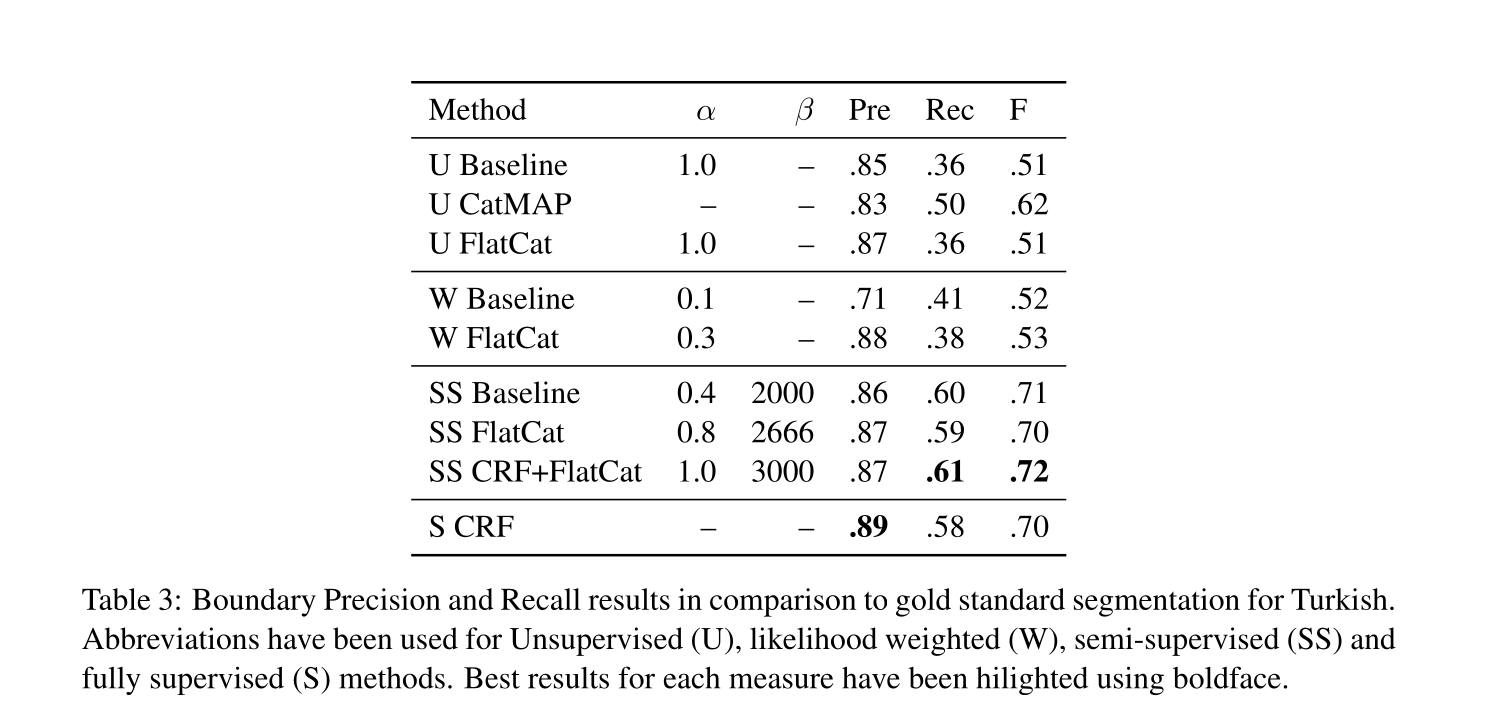 Method α β Pre Rec F
U Baseline 1.0 – .85 .36 .51
U CatMAP – – .83 .50 .62
U FlatCat 1.0 – .87 .36 .51
W Baseline 0.1 – .71 .41 .52
W FlatCat 0.3 – .88 .38 .53
SS Baseline 0.4 2000 .86 .60 .71
SS FlatCat 0.8 2666 .87 .59 .70
SS CRF+FlatCat 1.0 3000 .87 .61 .72
S CRF – – .89 .58 .70
Table 3: Boundary Precision and Recall results in comparison to gold standard segmentation for Turkish.
Abbreviations have been used for Unsupervised (U), likelihood weighted (W), semi-supervised (SS) and
fully supervised (S) methods. Best results for each measure have been hilighted using boldface.